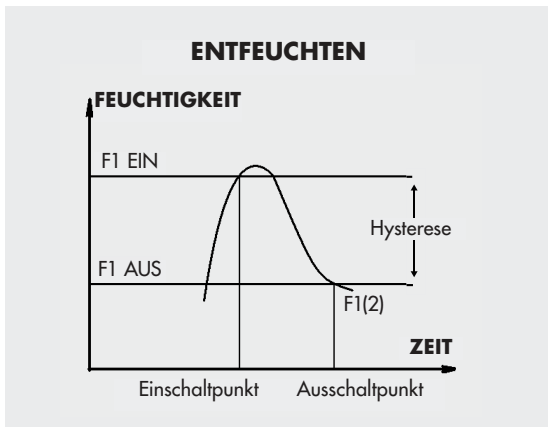 ENTFEUCHTEN
FEUCHTIGKEIT
F1 EIN
Hysterese
F1 AUS
F1(2)
ZEIT
Einschaltpunkt
Ausschaltpunkt